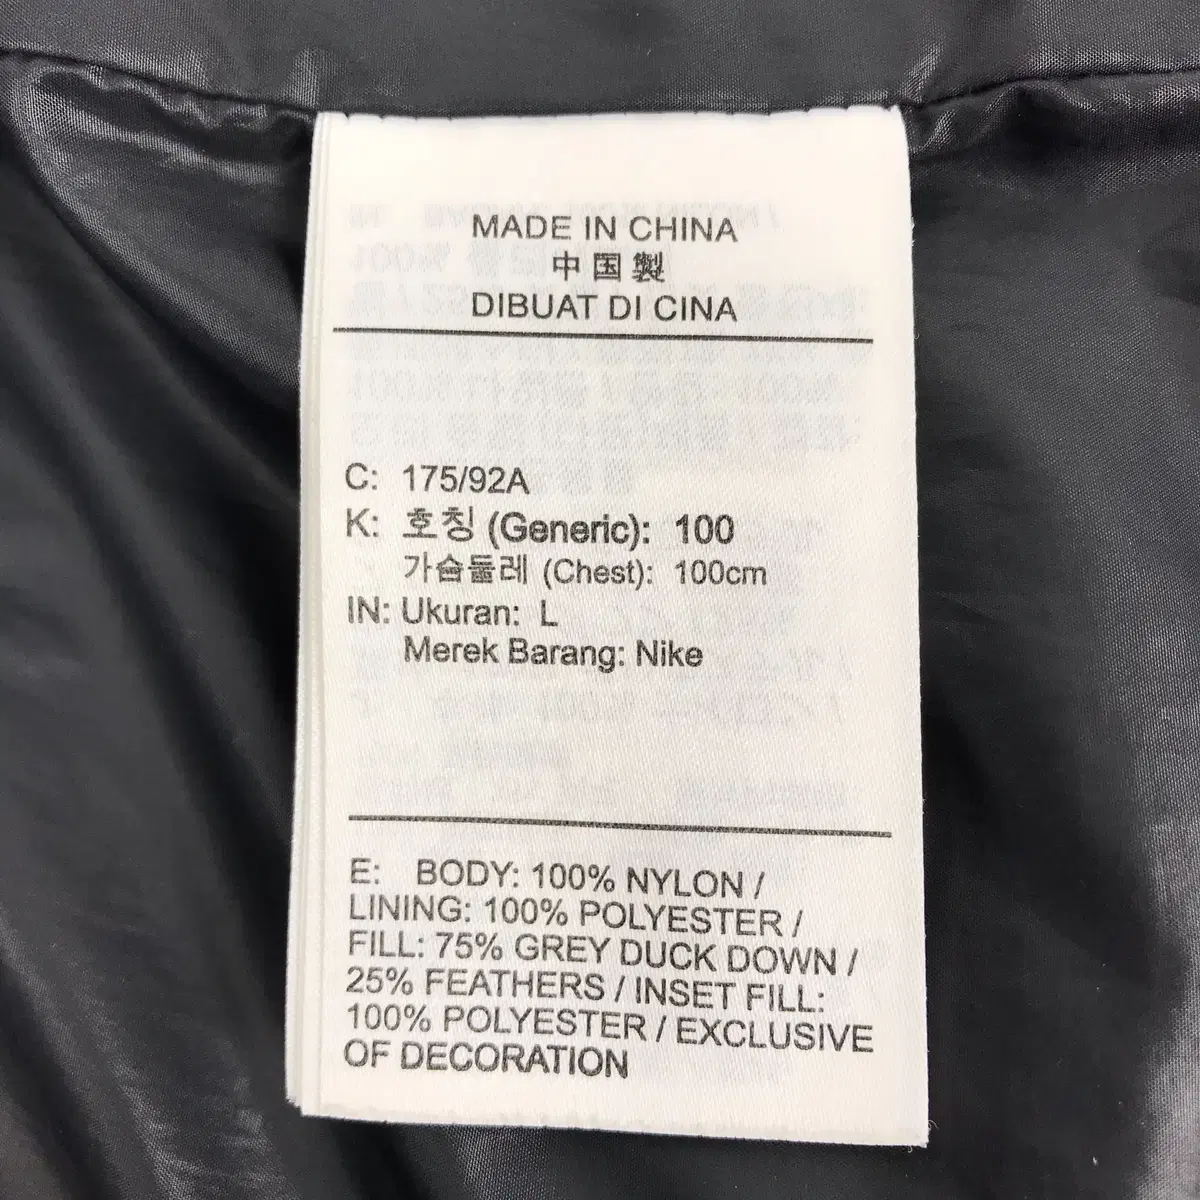 MADE IN CHINA
中国製
DIBUAT DI CINA
C: 175/92A
K: 호칭 (Generic): 100
가슴둘레 (Chest): 100cm
IN: Ukuran: L
Merek Barang: Nike
E: BODY: 100% NYLON /
LINING: 100% POLYESTER /
FILL: 75% GREY DUCK DOWN /
25% FEATHERS / INSET FILL:
100% POLYESTER / EXCLUSIVE
OF DECORATION